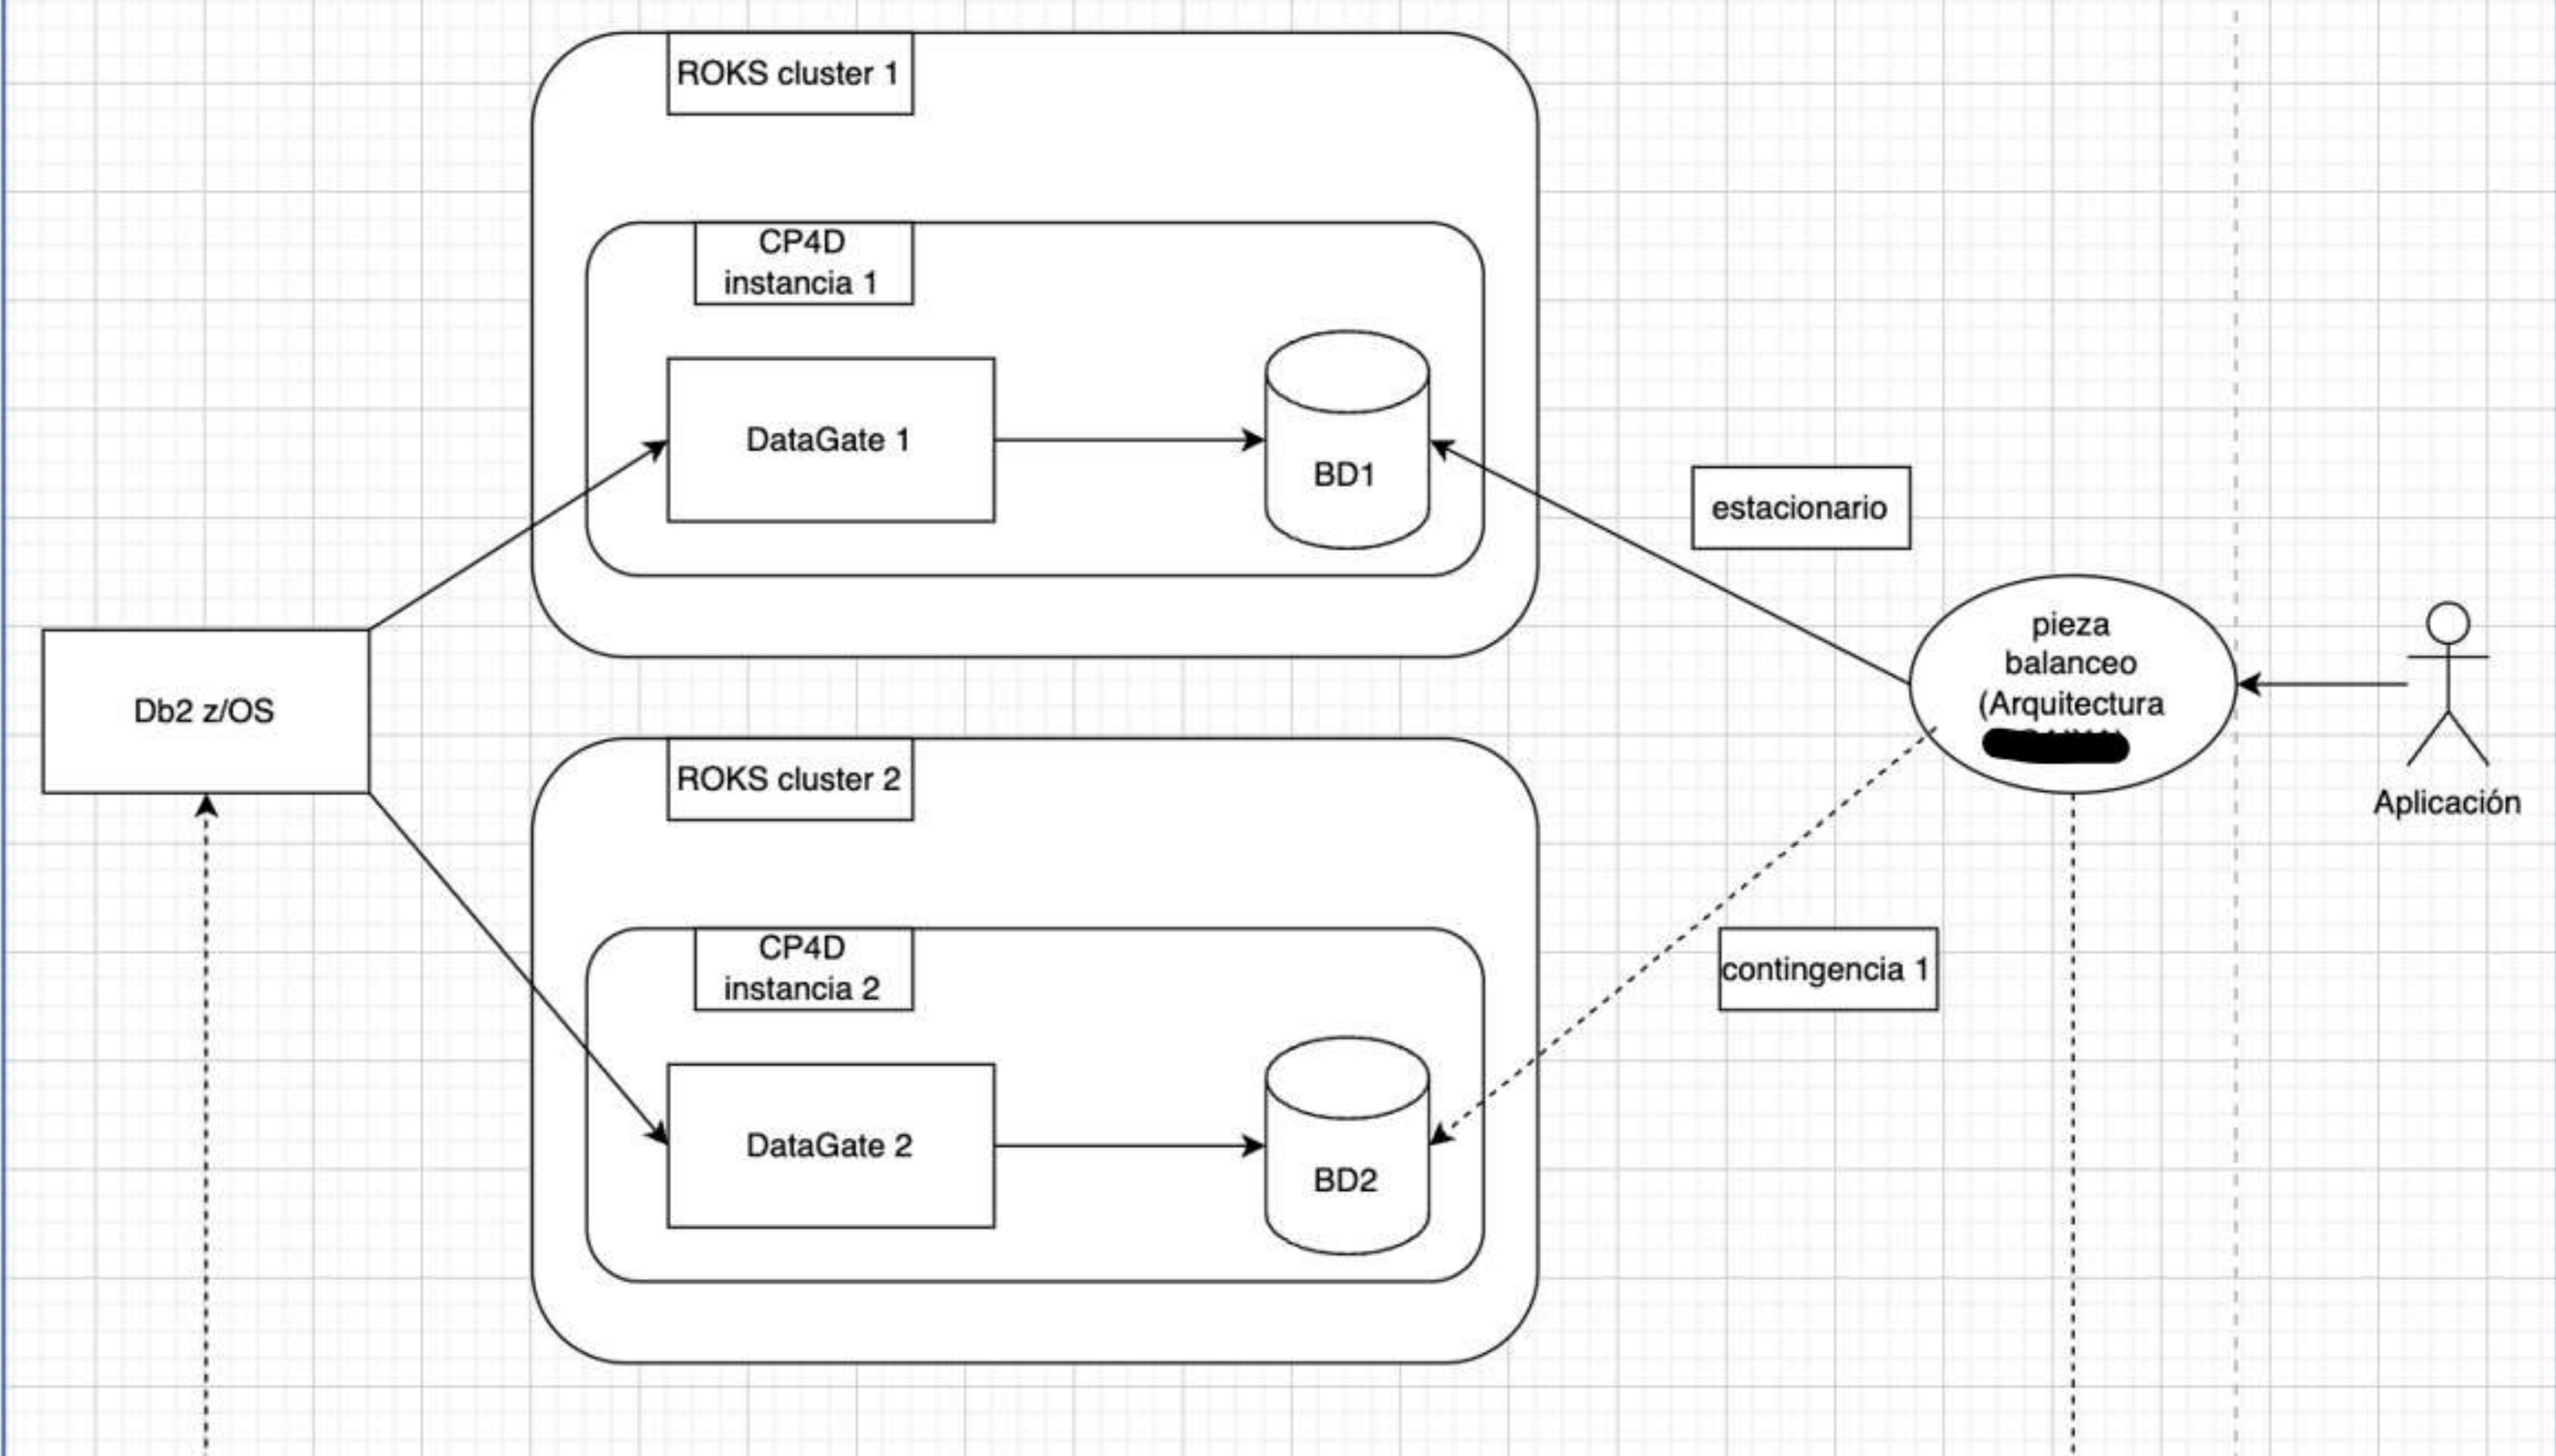 ROKS cluster 1
CP4D
instancia 1
DataGate 1
BD1
estacionario
pieza
balanceo
(Arquitectura
Aplicación
Db2 z/OS
ROKS cluster 2
CP4D
instancia 2
contingencia 1
DataGate 2
BD2